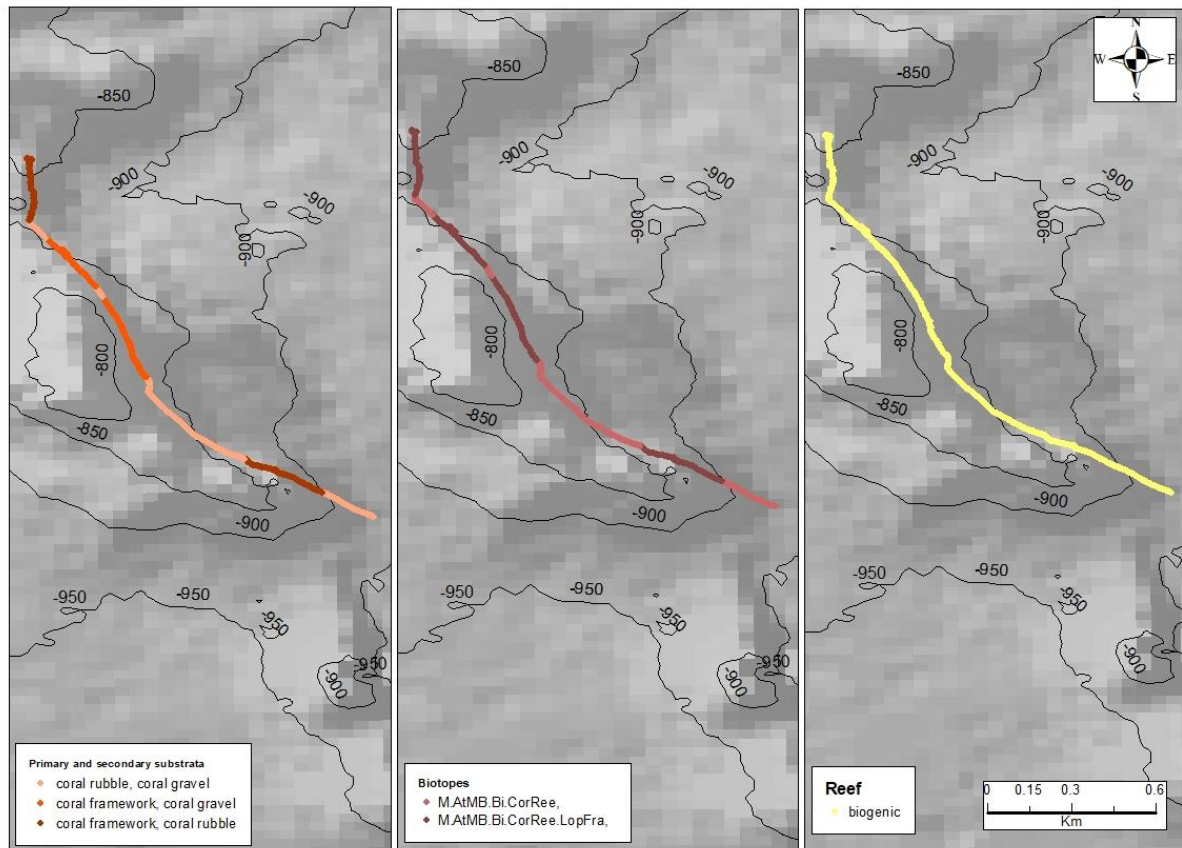 -850
-900
-900
-900
-800
-850
-900
-950
-950
-950
-950
-900
Primary and secondary substrata
coral rubble, coral gravel
coral framework, coral gravel
coral framework, coral rubble
-850
-900
-900
-900
-800
-850
-900
-950
-950
-950
-950
-900
Biotopes
M.AtMB.Bi.CorRee,
M.AtMB.Bi.CorRee.LopFra,
N
W E
S
-850
-900
-900
-900
-800
-850
-900
-950
-950
-950
-950
-900
Reef
biogenic
0 0.15 0.3 0.6
Km